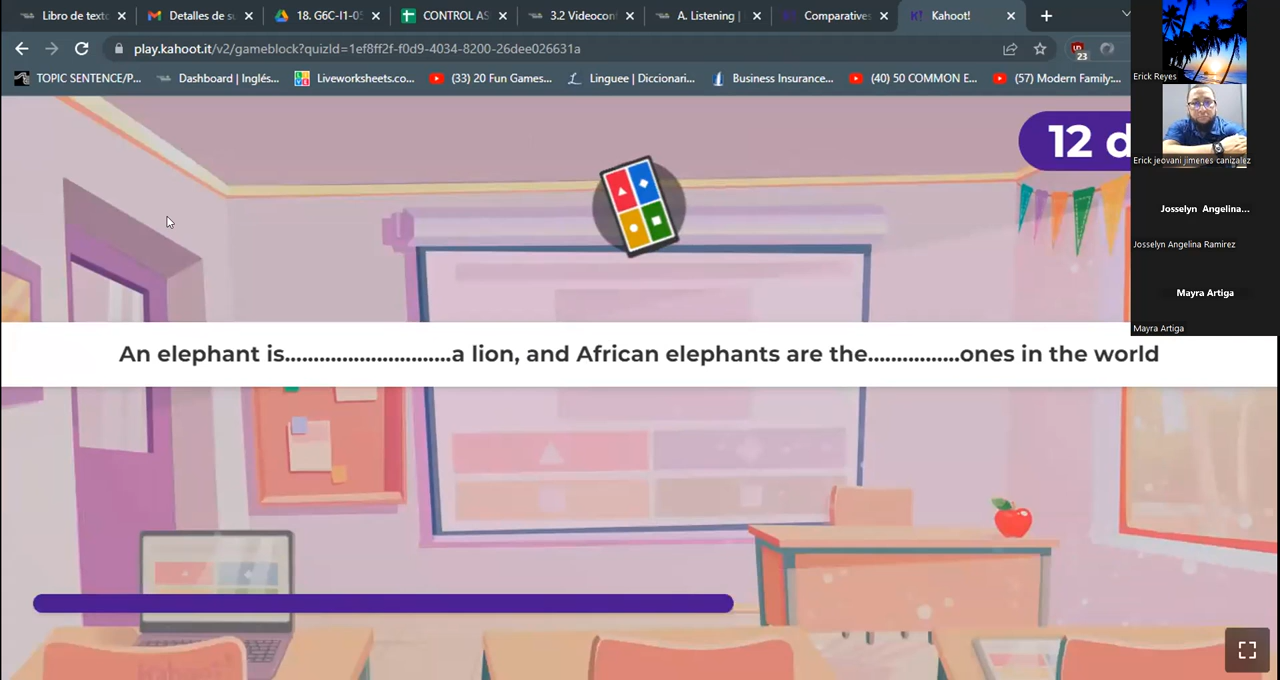 Libro de texto
Detalles de su
18. G6C-I1-05
CONTROL AS
3.2 Videocon
A. Listening |
Comparatives
Kahoot!
play.kahoot.it/v2/gameblock?quizId=1ef8ff2f-f0d9-4034-8200-26dee026631a
23
TOPIC SENTENCE/P...
Dashboard | Inglés...
Liveworksheets.co...
(33) 20 Fun Games...
Linguee | Diccionari...
Business Insurance...
(40) 50 COMMON E...
(57) Modern Family:...
Erick Reyes
Erick jeovani jimenes canizalez
Josselyn Angelina...
Josselyn Angelina Ramirez
Mayra Artiga
Mayra Artiga
12 d
An elephant is.............................a lion, and African elephants are the................ones in the world